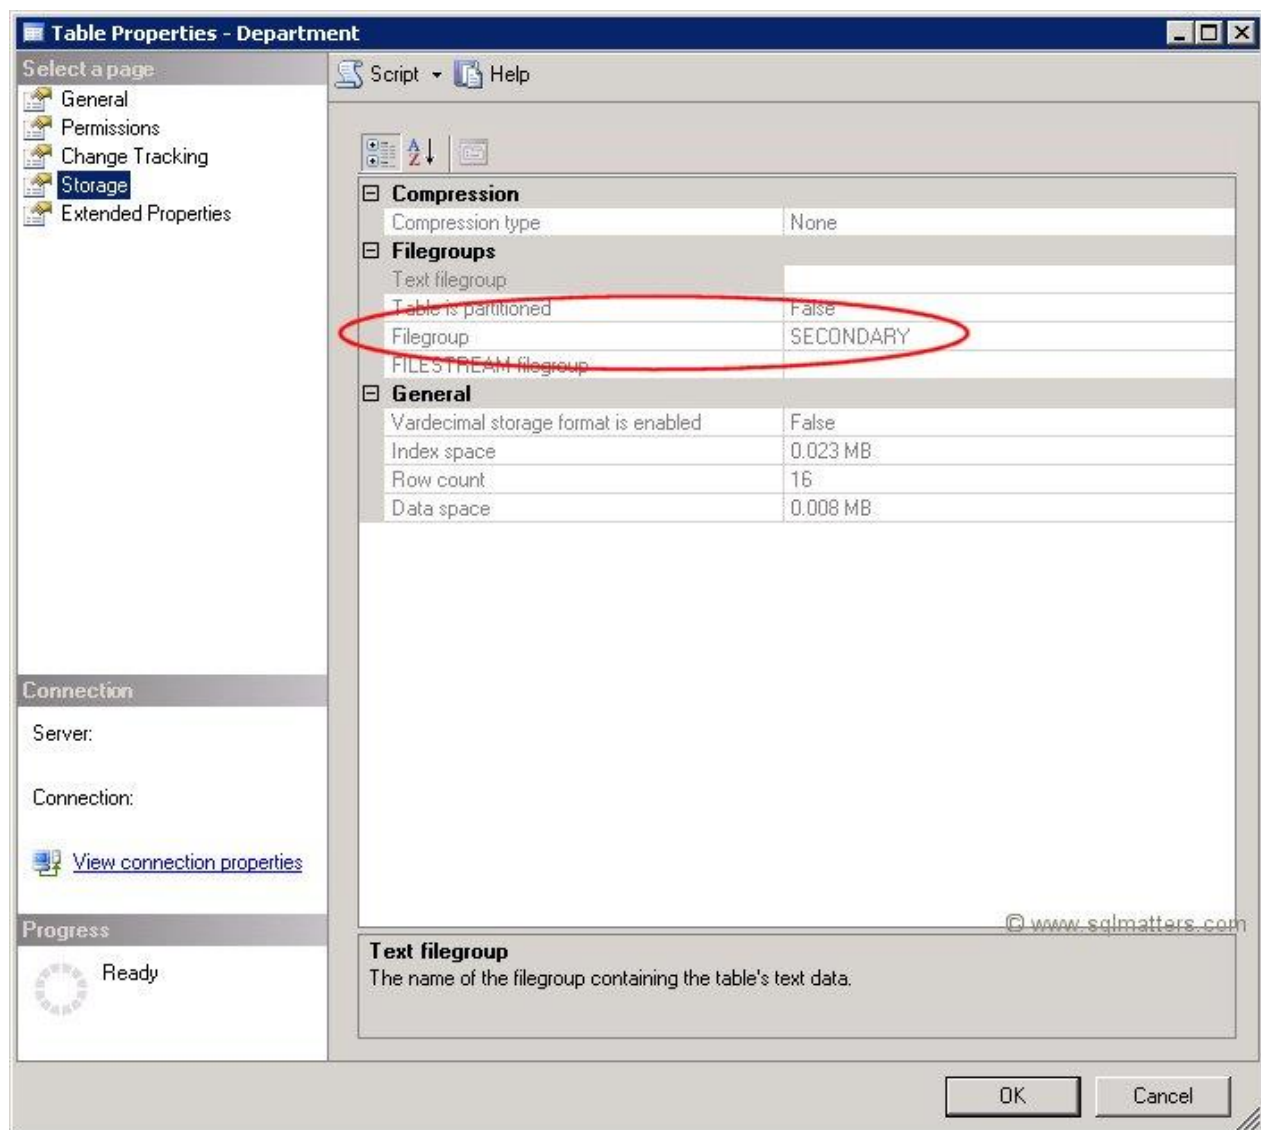 Table Properties - Department
Select a page
General
Permissions
Change Tracking
Storage
Extended Properties
Script Help
Compression
Compression type None
Filegroups
Text filegroup
Table is partitioned False
Filegroup SECONDARY
FILESTREAM filegroup
General
Vardecimal storage format is enabled False
Index space 0.023 MB
Row count 16
Data space 0.008 MB
Connection
Server:
Connection:
View connection properties
Progress
Ready
© www.sqlmatters.com
Text filegroup
The name of the filegroup containing the table's text data.
OK Cancel